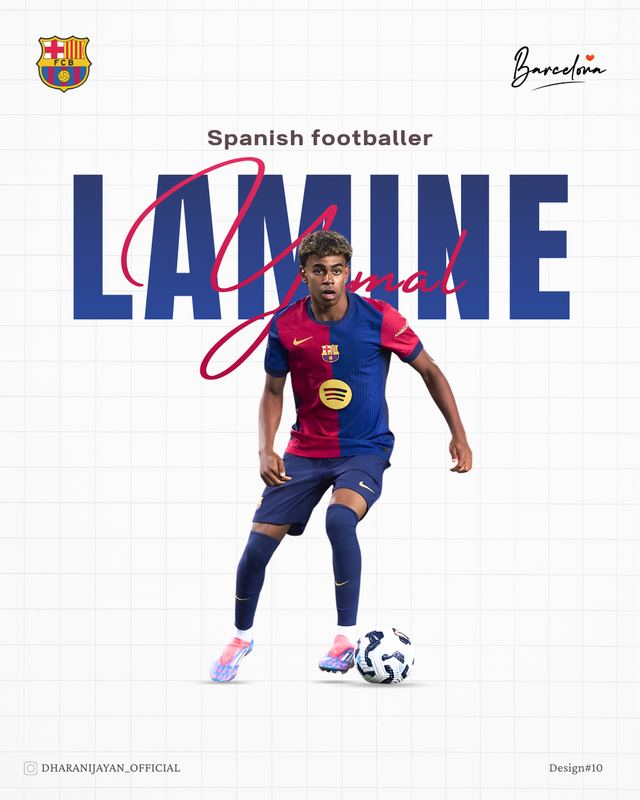 FCB
Barcelona
Spanish footballer
LAMINE
Yamal
DHARANIJAYAN_OFFICIAL
Design#10